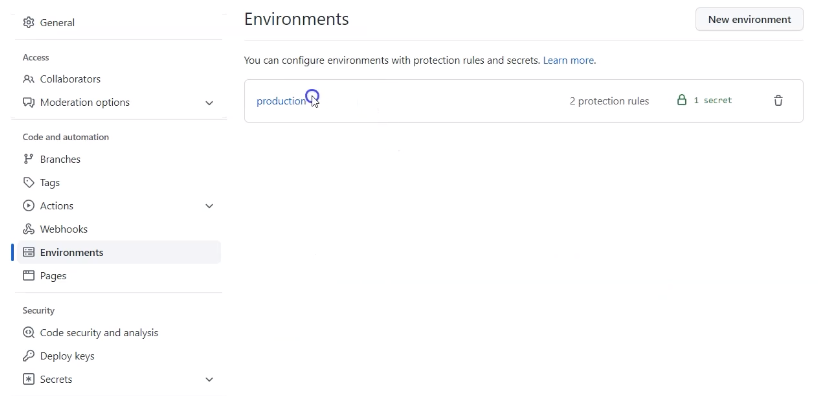 General
Access
Collaborators
Moderation options
Code and automation
Branches
Tags
Actions
Webhooks
Environments
Pages
Security
Code security and analysis
Deploy keys
Secrets
Environments
New environment
You can configure environments with protection rules and secrets. Learn more.
production
2 protection rules
1 secret